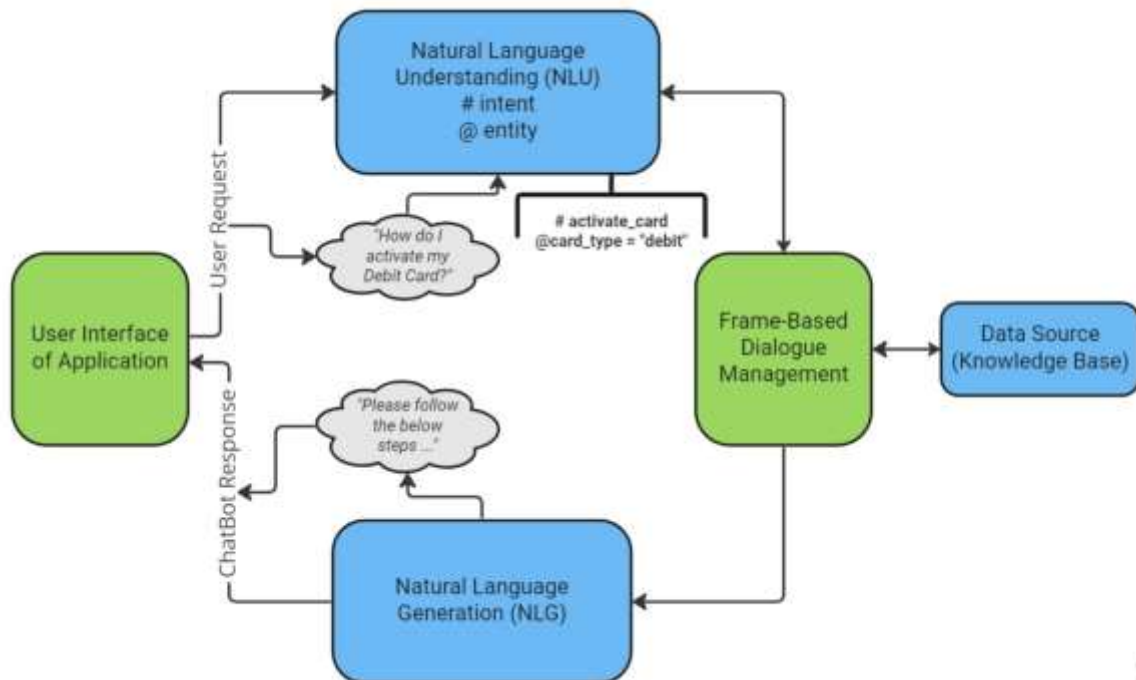 Natural Language
Understanding (NLU)
# intent
@ entity
User Request
"How do I
activate my
Debit Card?"
# activate_card
@card_type = "debit"
User Interface
of Application
Frame-Based
Dialogue
Management
Data Source
(Knowledge Base)
"Please follow
the below
steps ..."
ChatBot Response
Natural Language
Generation (NLG)